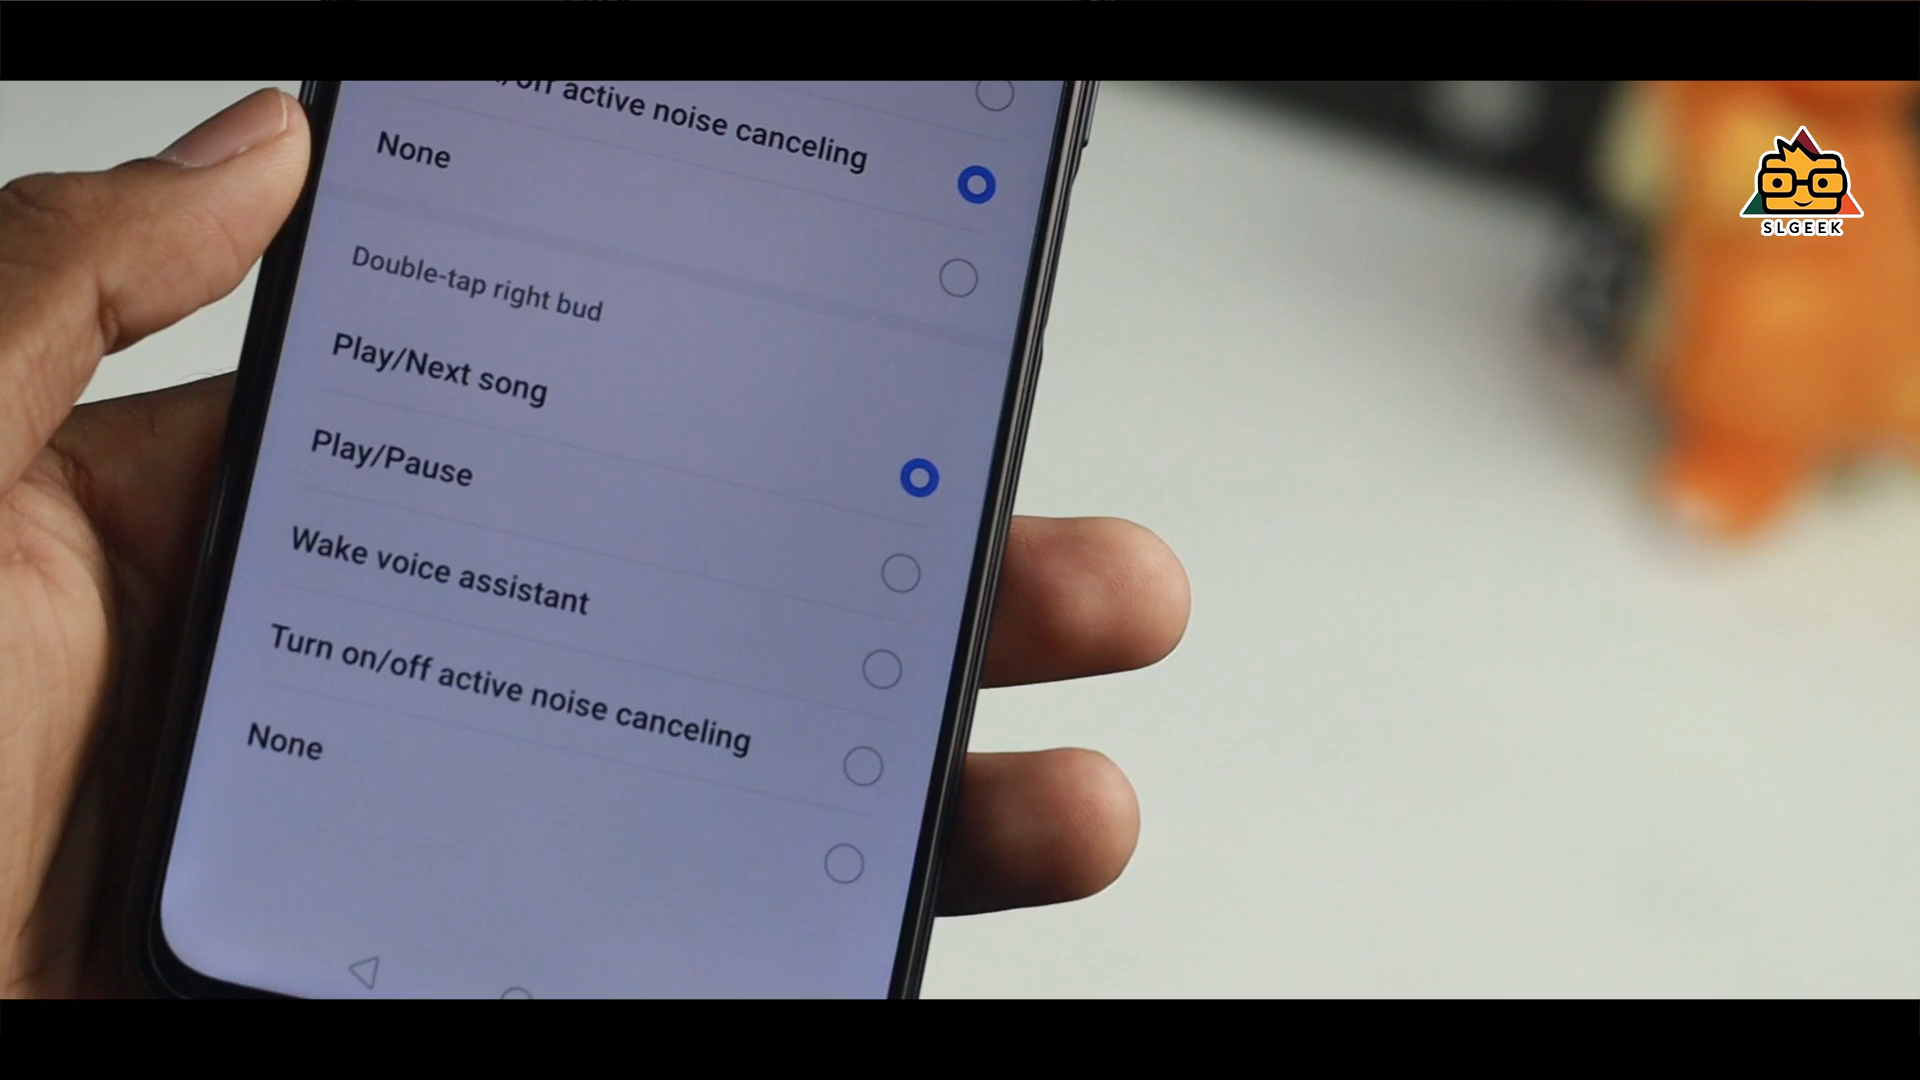 active noise canceling
None
Double-tap right bud
Play/Next song
Play/Pause
Wake voice assistant
Turn on/off active noise canceling
None
SLGEEK